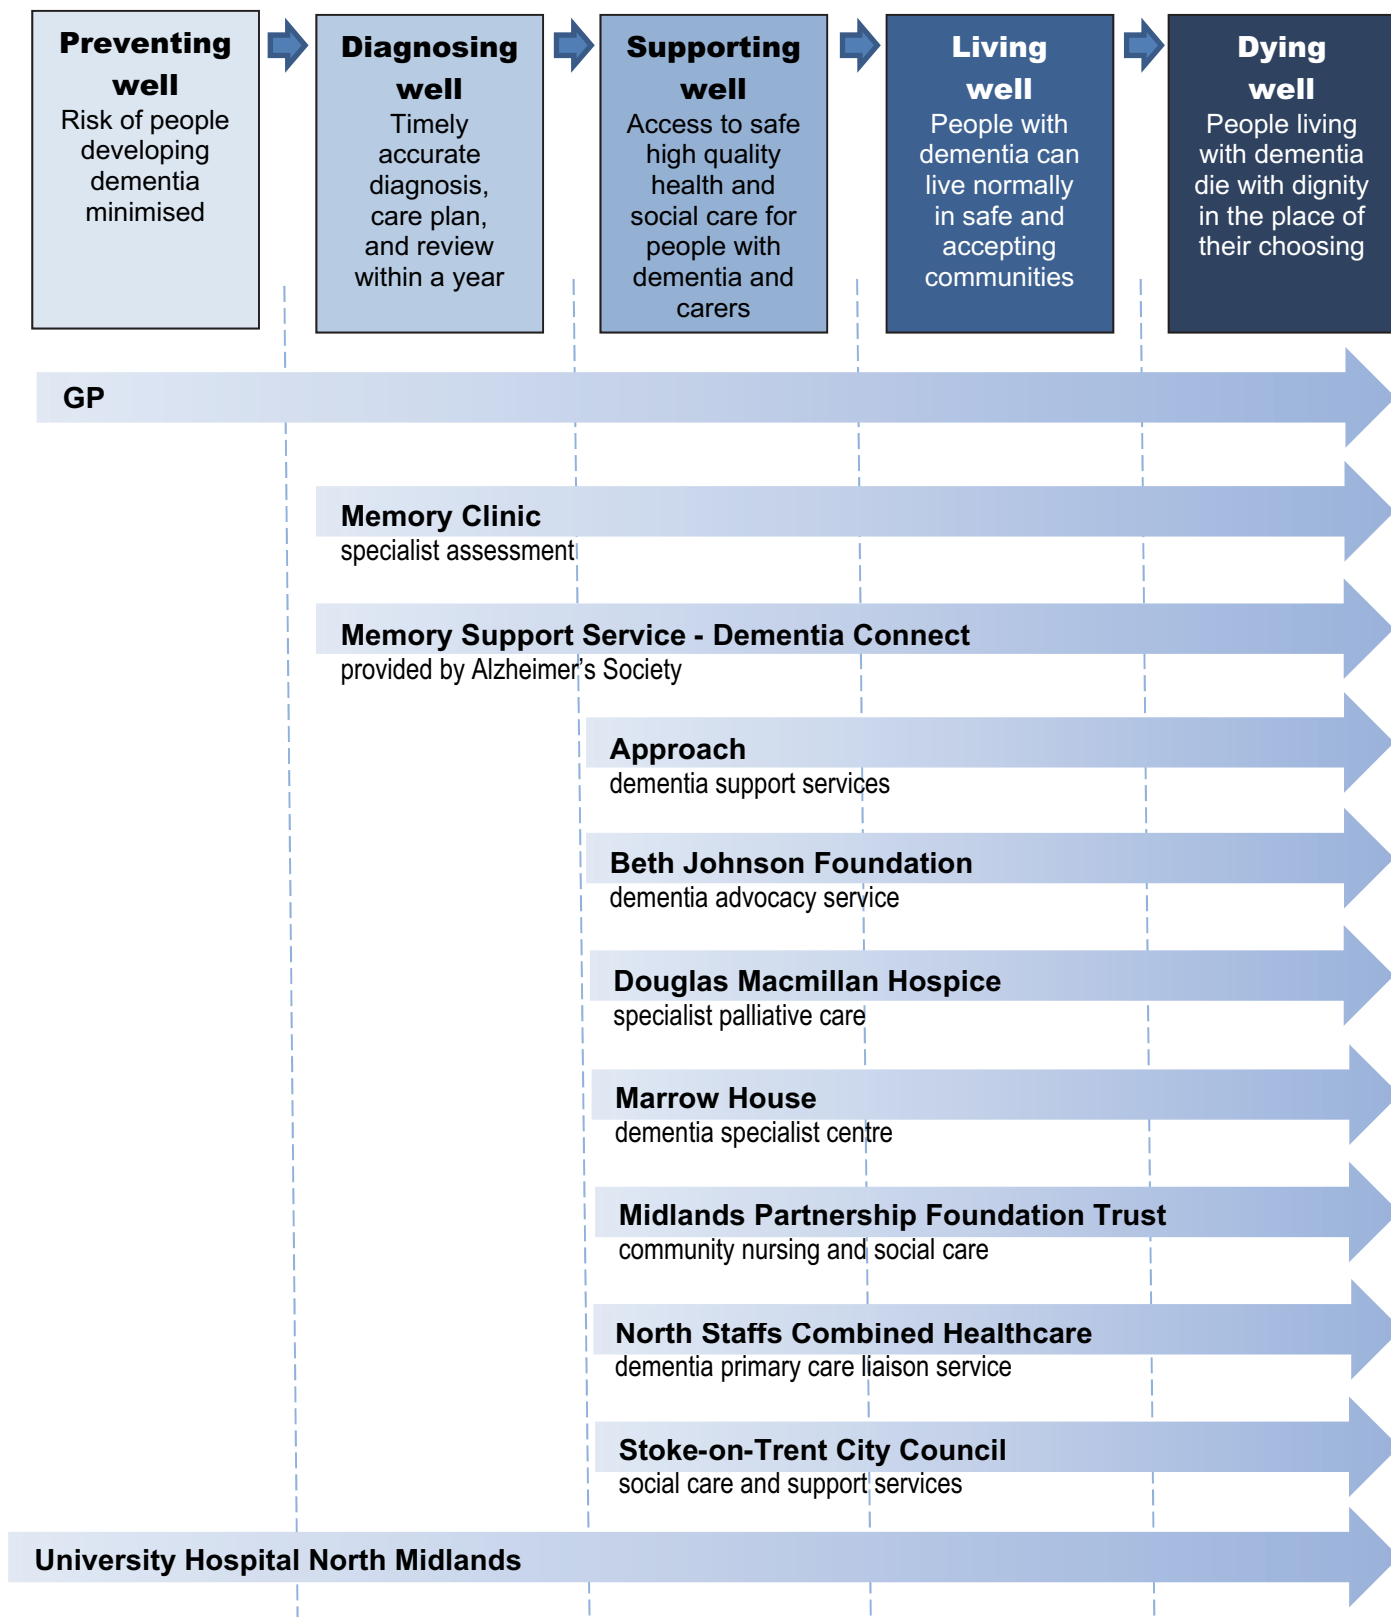 Preventing
well
Risk of people
developing
dementia
minimised
Diagnosing
well
Timely
accurate
diagnosis,
care plan,
and review
within a year
Supporting
well
Access to safe
high quality
health and
social care for
people with
dementia and
carers
Living
well
People with
dementia can
live normally
in safe and
accepting
communities
Dying
well
People living
with dementia
die with dignity
in the place of
their choosing
GP
Memory Clinic
specialist assessment
Memory Support Service - Dementia Connect
provided by Alzheimer's Society
Approach
dementia support services
Beth Johnson Foundation
dementia advocacy service
Douglas Macmillan Hospice
specialist palliative care
Marrow House
dementia specialist centre
Midlands Partnership Foundation Trust
community nursing and social care
North Staffs Combined Healthcare
dementia primary care liaison service
Stoke-on-Trent City Council
social care and support services
University Hospital North Midlands